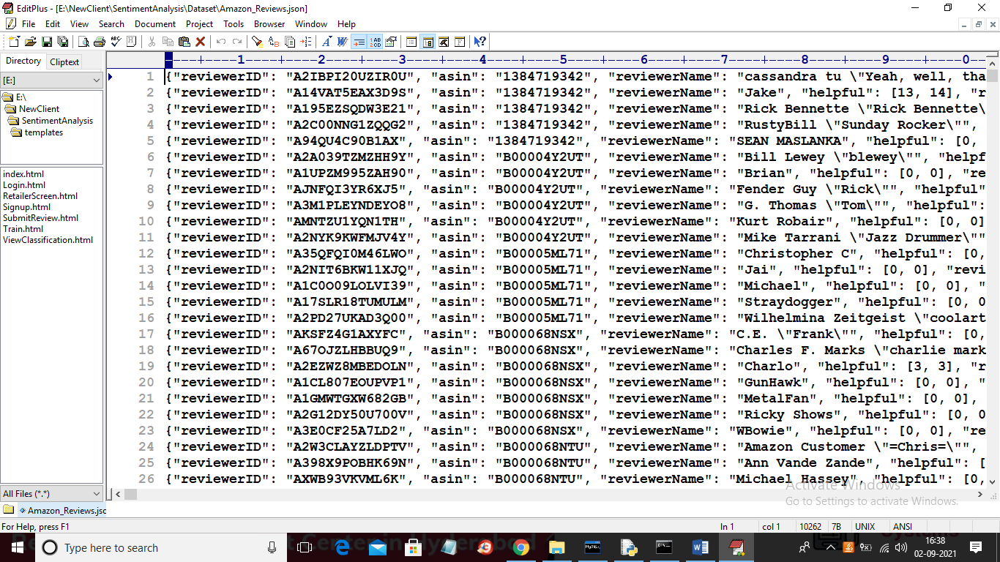 EditPlus - [E:\NewClient\SentimentAnalysis\Dataset\Amazon_Reviews.json]
File Edit View Search Document Project Tools Browser Window Help
Directory Cliptext
[E:]
E:\
NewClient
SentimentAnalysis
templates
index.html
Login.html
RetailerScreen.html
Signup.html
SubmitReview.html
Train.html
ViewClassification.html
All Files (*.*)
----+----1----+----2----+----3----+----4----+----5----+----6----+----7----+----8----+----9----+----0--
1 {"reviewerID": "A2IBPI20UZIR0U", "asin": "1384719342", "reviewerName": "cassandra tu \"Yeah, well, tha
2 {"reviewerID": "A14VAT5EAX3D9S", "asin": "1384719342", "reviewerName": "Jake", "helpful": [13, 14], "r
3 {"reviewerID": "A195EZSQDW3E21", "asin": "1384719342", "reviewerName": "Rick Bennette \"Rick Bennette\
4 {"reviewerID": "A2C00NNG1ZQQG2", "asin": "1384719342", "reviewerName": "RustyBill \"Sunday Rocker\"",
5 {"reviewerID": "A94QU4C90B1AX", "asin": "1384719342", "reviewerName": "SEAN MASLANKA", "helpful": [0,
6 {"reviewerID": "A2A039TZMZHH9Y", "asin": "B00004Y2UT", "reviewerName": "Bill Lewey \"blewey\"", "helpf
7 {"reviewerID": "A1UPZM995ZAH90", "asin": "B00004Y2UT", "reviewerName": "Brian", "helpful": [0, 0], "re
8 {"reviewerID": "AJNFQI3YR6XJ5", "asin": "B00004Y2UT", "reviewerName": "Fender Guy \"Rick\"", "helpful"
9 {"reviewerID": "A3M1PLEYNDEYO8", "asin": "B00004Y2UT", "reviewerName": "G. Thomas \"Tom\"", "helpful":
10 {"reviewerID": "AMNTZU1YQN1TH", "asin": "B00004Y2UT", "reviewerName": "Kurt Robair", "helpful": [0, 0]
11 {"reviewerID": "A2NYK9KWFMJV4Y", "asin": "B00004Y2UT", "reviewerName": "Mike Tarrani \"Jazz Drummer\""
12 {"reviewerID": "A35QFQI0M46LWO", "asin": "B00005ML71", "reviewerName": "Christopher C", "helpful": [0,
13 {"reviewerID": "A2NIT6BKW11XJQ", "asin": "B00005ML71", "reviewerName": "Jai", "helpful": [0, 0], "revi
14 {"reviewerID": "A1C0O09LOLVI39", "asin": "B00005ML71", "reviewerName": "Michael", "helpful": [0, 0], "
15 {"reviewerID": "A17SLR18TUMULM", "asin": "B00005ML71", "reviewerName": "Straydogger", "helpful": [0, 0
16 {"reviewerID": "A2PD27UKAD3Q00", "asin": "B00005ML71", "reviewerName": "Wilhelmina Zeitgeist \"coolart
17 {"reviewerID": "AKSFZ4G1AXYFC", "asin": "B000068NSX", "reviewerName": "C.E. \"Frank\"", "helpful": [0,
18 {"reviewerID": "A67OJZLHBBUQ9", "asin": "B000068NSX", "reviewerName": "Charles F. Marks \"charlie mark
19 {"reviewerID": "A2EZWZ8MBEDOLN", "asin": "B000068NSX", "reviewerName": "Charlo", "helpful": [3, 3], "r
20 {"reviewerID": "A1CL807EOUPVP1", "asin": "B000068NSX", "reviewerName": "GunHawk", "helpful": [0, 0], "
21 {"reviewerID": "A1GMWTGXW682GB", "asin": "B000068NSX", "reviewerName": "MetalFan", "helpful": [0, 0],
22 {"reviewerID": "A2G12DY50U700V", "asin": "B000068NSX", "reviewerName": "Ricky Shows", "helpful": [0, 0
23 {"reviewerID": "A3E0CF25A7LD2", "asin": "B000068NSX", "reviewerName": "WBowie", "helpful": [0, 0], "re
24 {"reviewerID": "A2W3CLAYZLDPTV", "asin": "B000068NTU", "reviewerName": "Amazon Customer \"=Chris=\"",
25 {"reviewerID": "A398X9POBHK69N", "asin": "B000068NTU", "reviewerName": "Ann Vande Zande", "helpful": [
26 {"reviewerID": "AXWB93VKVML6K", "asin": "B000068NTU", "reviewerName": "Michael Hassey", "helpful": [0,
Activate Windows
Go to Settings to activate Windows.
Amazon_Reviews.jsc
For Help, press F1 ln 1 col 1 10262 7B UNIX ANSI
Type here to search
16:38
02-09-2021